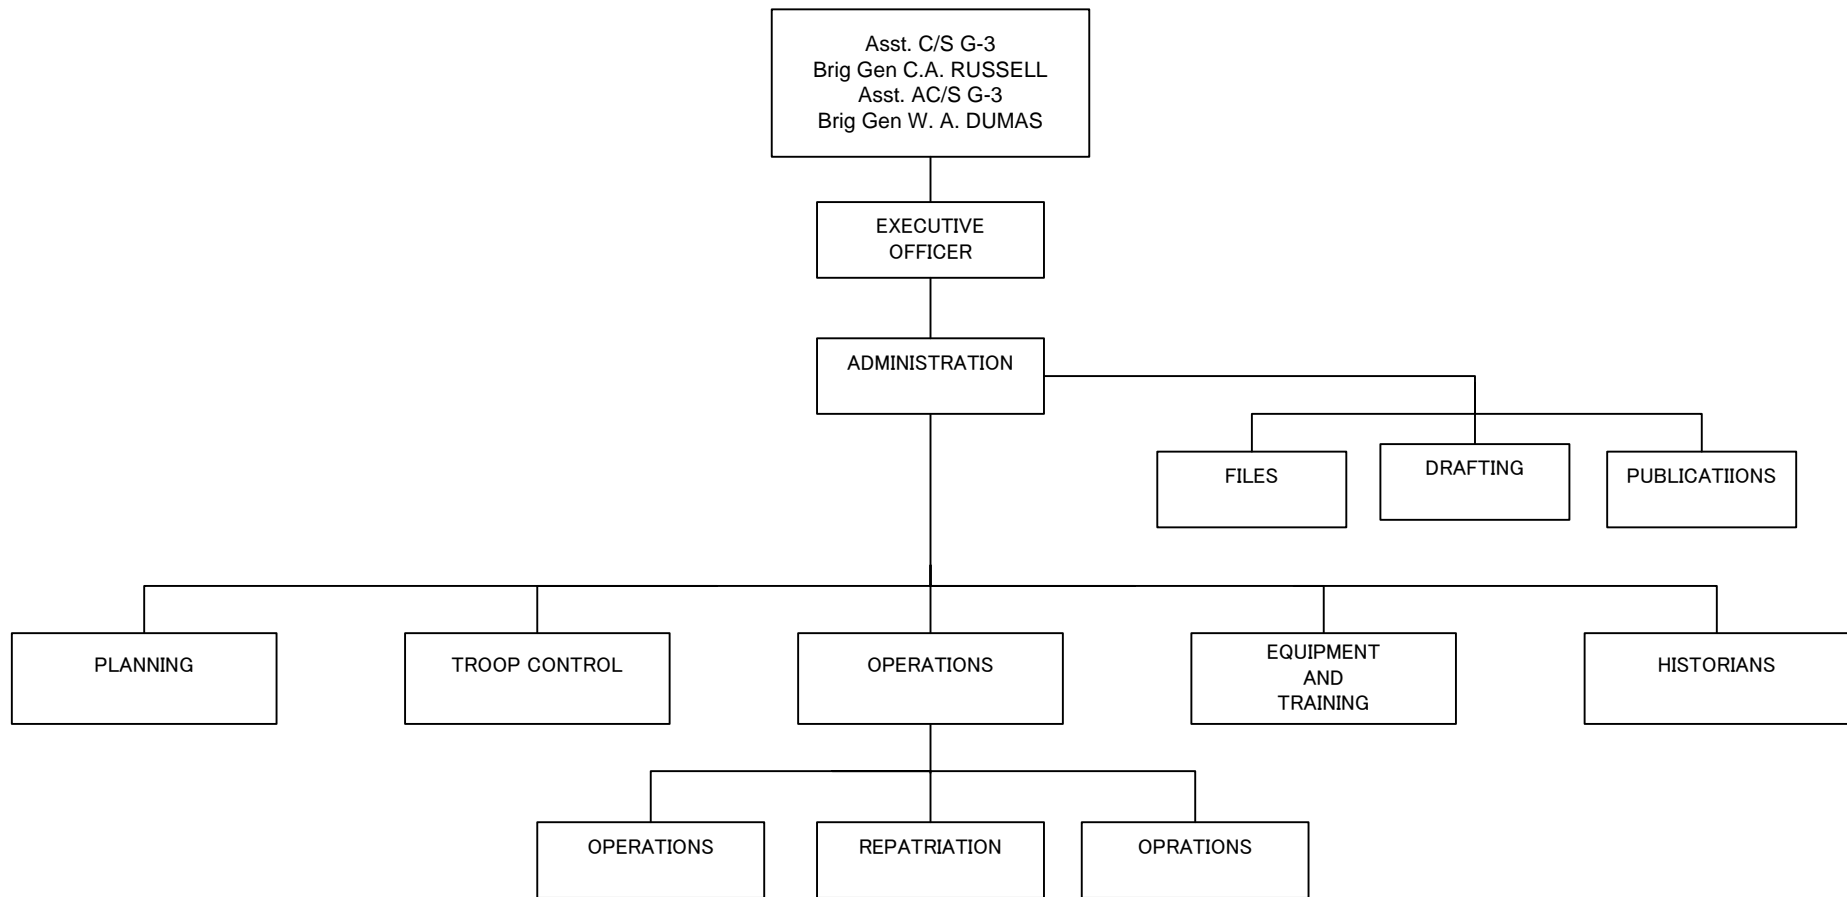 Asst. C/S G-3
Brig Gen C.A. RUSSELL
Asst. AC/S G-3
Brig Gen W. A. DUMAS
EXECUTIVE
OFFICER
ADMINISTRATION
FILES
DRAFTING
PUBLICATIIONS
PLANNING
TROOP CONTROL
OPERATIONS
EQUIPMENT
AND
TRAINING
HISTORIANS
OPERATIONS
REPATRIATION
OPRATIONS